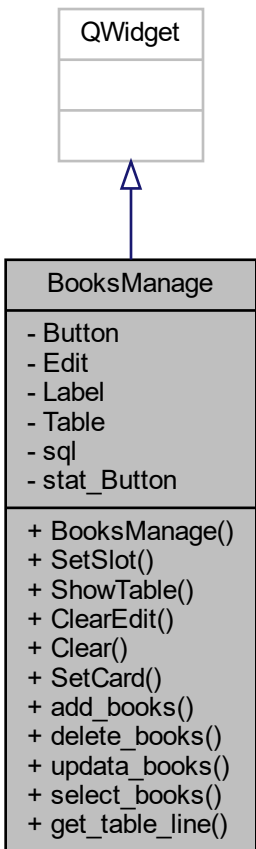 QWidget
BooksManage
- Button
- Edit
- Label
- Table
- sql
- stat_Button
+ BooksManage()
+ SetSlot()
+ ShowTable()
+ ClearEdit()
+ Clear()
+ SetCard()
+ add_books()
+ delete_books()
+ updata_books()
+ select_books()
+ get_table_line()